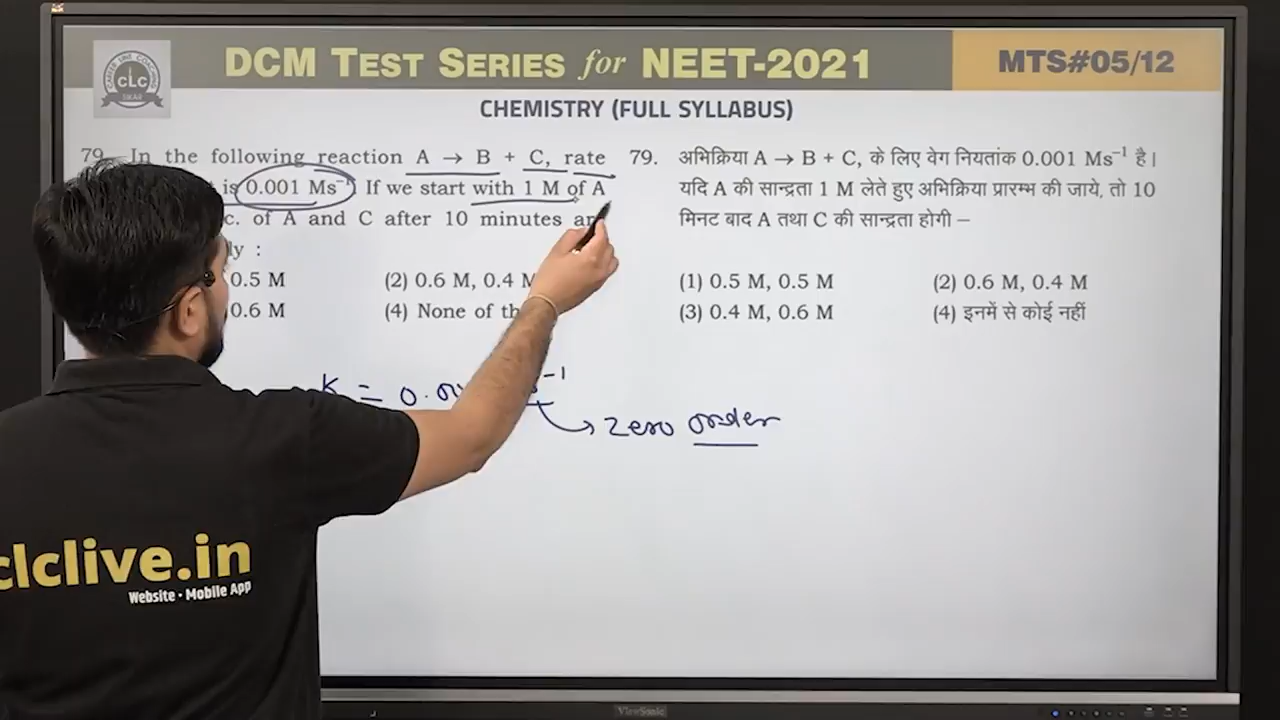 DCM TEST SERIES for NEET-2021
MTS#05/12
CLC
SIKAR
CHEMISTRY (FULL SYLLABUS)
79. In the following reaction A → B + C, rate
is 0.001 Ms⁻¹. If we start with 1 M of A
of A and C after 10 minutes
0.5 M (2) 0.6 M, 0.4
0.6 M (4) None of
79. अभिक्रिया A → B + C, के लिए वेग नियतांक 0.001 Ms⁻¹ है।
यदि A की सान्द्रता 1 M लेते हुए अभिक्रिया प्रारम्भ की जाये, तो 10
मिनट बाद A तथा C की सान्द्रता होगी –
(1) 0.5 M, 0.5 M (2) 0.6 M, 0.4 M
(3) 0.4 M, 0.6 M (4) इनमें से कोई नहीं
K = 0.00 ⁻¹
→ Zero order
clclive.in
Website • Mobile App
ViewSonic